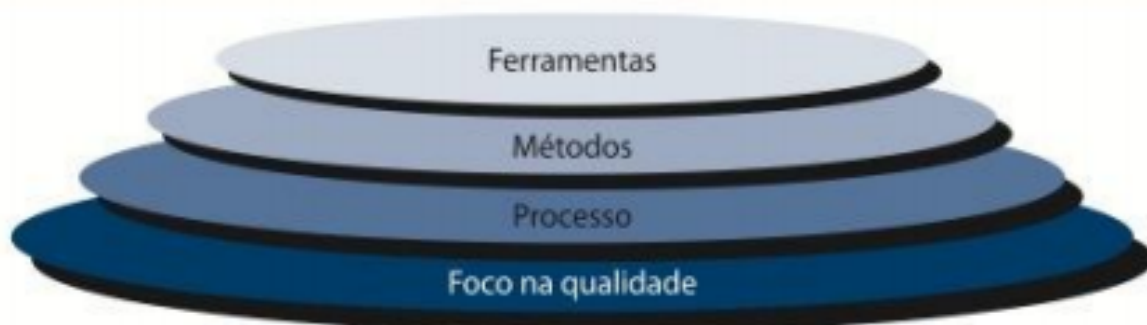 Ferramentas
Métodos
Processo
Foco na qualidade